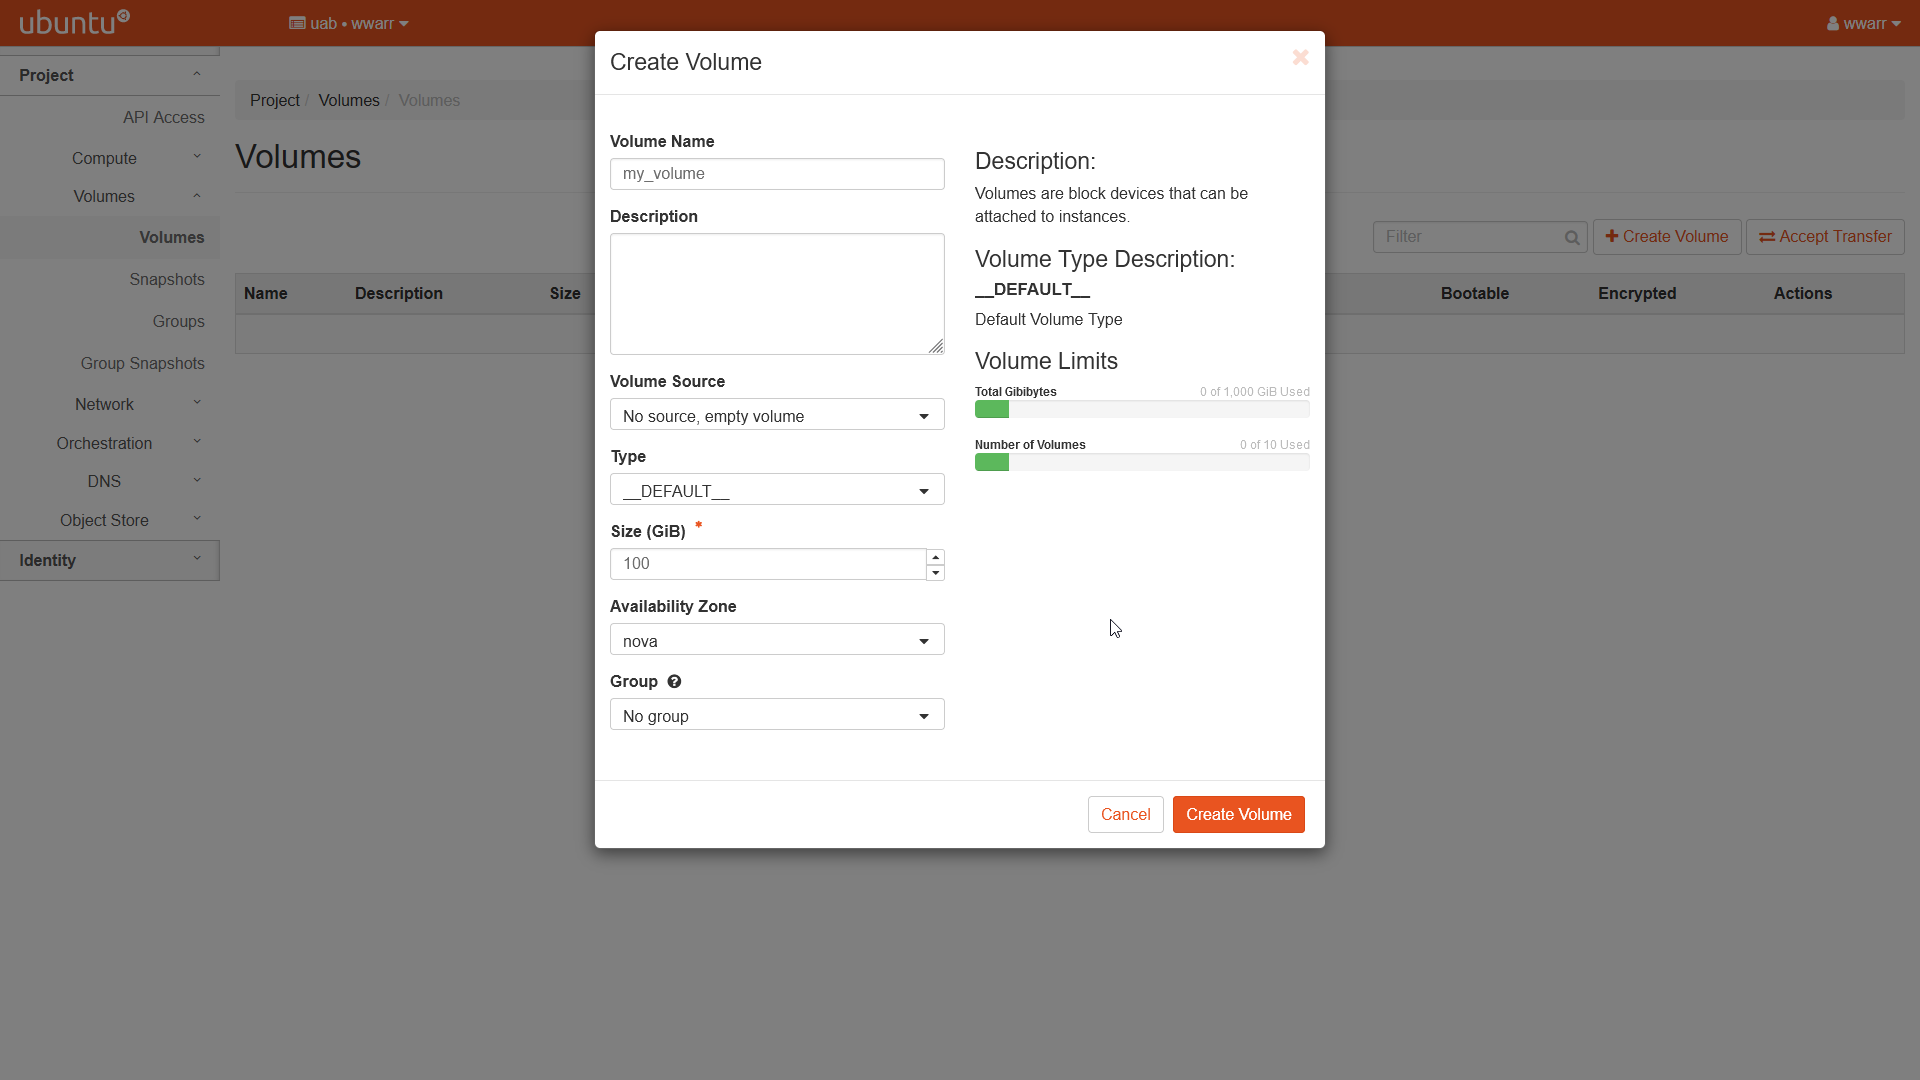 ubuntu
uab • wwarr
wwarr
Project
API Access
Compute
Volumes
Volumes
Snapshots
Groups
Group Snapshots
Network
Orchestration
DNS
Object Store
Identity
Project / Volumes / Volumes
Volumes
Filter
Create Volume
Accept Transfer
Name Description Size Bootable Encrypted Actions
Create Volume
Volume Name
my_volume
Description
Volume Source
No source, empty volume
Type
__DEFAULT__
Size (GiB) *
100
Availability Zone
nova
Group
No group
Description:
Volumes are block devices that can be
attached to instances.
Volume Type Description:
__DEFAULT__
Default Volume Type
Volume Limits
Total Gibibytes 0 of 1,000 GiB Used
Number of Volumes 0 of 10 Used
Cancel
Create Volume